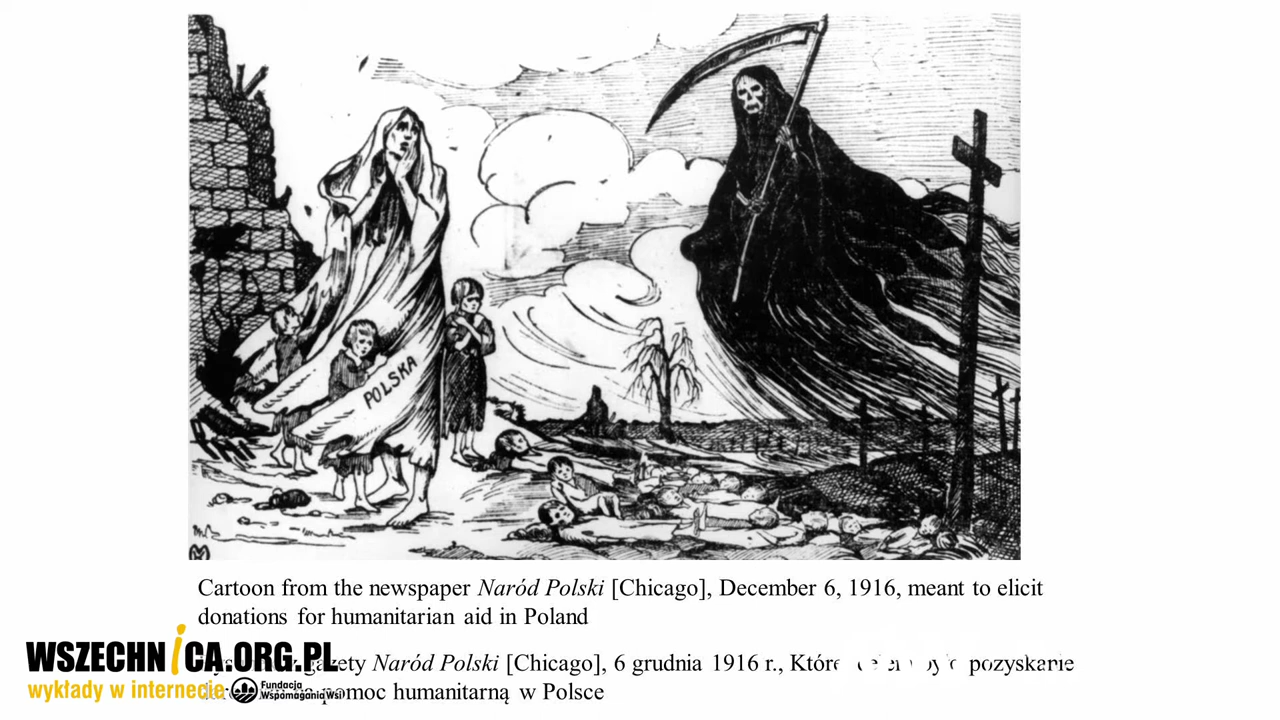 POLSKA
Cartoon from the newspaper Naród Polski [Chicago], December 6, 1916, meant to elicit
donations for humanitarian aid in Poland
WSZECHNICA.ORG.PL
wykłady w internecie
Fundacja
Wspomagania Wsi
gazety Naród Polski [Chicago], 6 grudnia 1916 r., Które było pozyskanie
pomoc humanitarną w Polsce